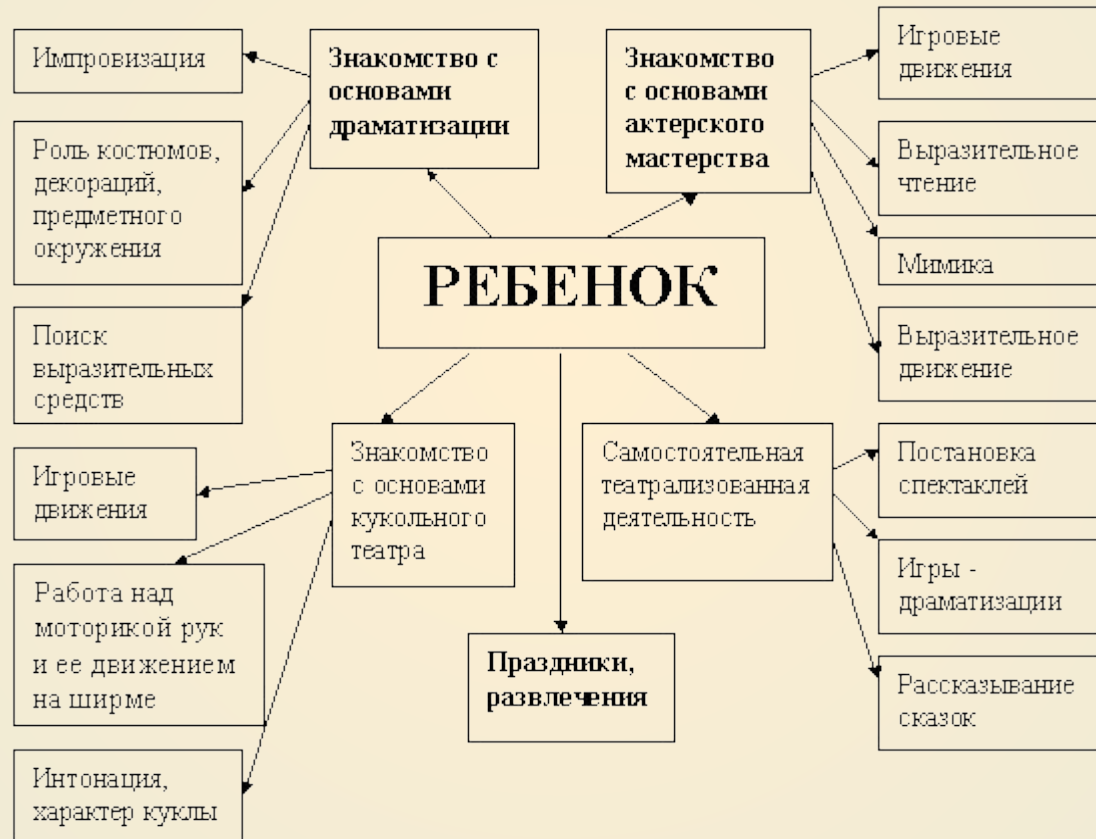 Импровизация
Знакомство с
основами
драматизации
Знакомство
с основами
актерского
мастерства
Игровые
движения
Роль костюмов,
декораций,
предметного
окружения
Выразительное
чтение
Мимика
РЕБЕНОК
Поиск
выразительных
средств
Выразительное
движение
Игровые
движения
Знакомство
с основами
кукольного
театра
Самостоятельная
театрализованная
деятельность
Постановка
спектаклей
Работа над
моторикой рук
и ее движением
на ширме
Игры -
драматизации
Праздники,
развлечения
Рассказывание
сказок
Интонация,
характер куклы